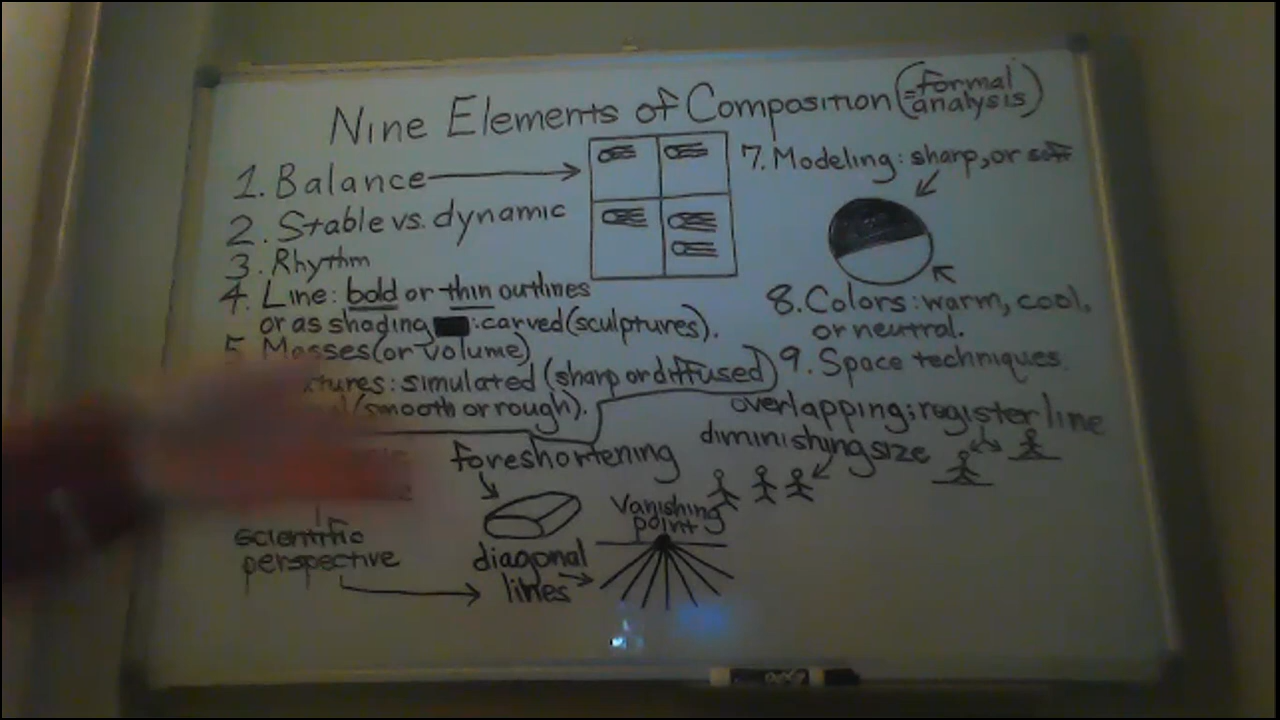 Nine Elements of Composition (= formal analysis)
1. Balance
2. Stable vs. dynamic
3. Rhythm
4. Line: bold or thin outlines
or as shading : carved (sculptures).
5. Masses (or volume)
simulated (sharp or diffused)
(smooth or rough).
7. Modeling: sharp, or soft
8. Colors: warm, cool,
or neutral.
9. Space techniques
overlapping; register line
diminishing size
foreshortening
Vanishing
point
scientific
perspective
diagonal
lines